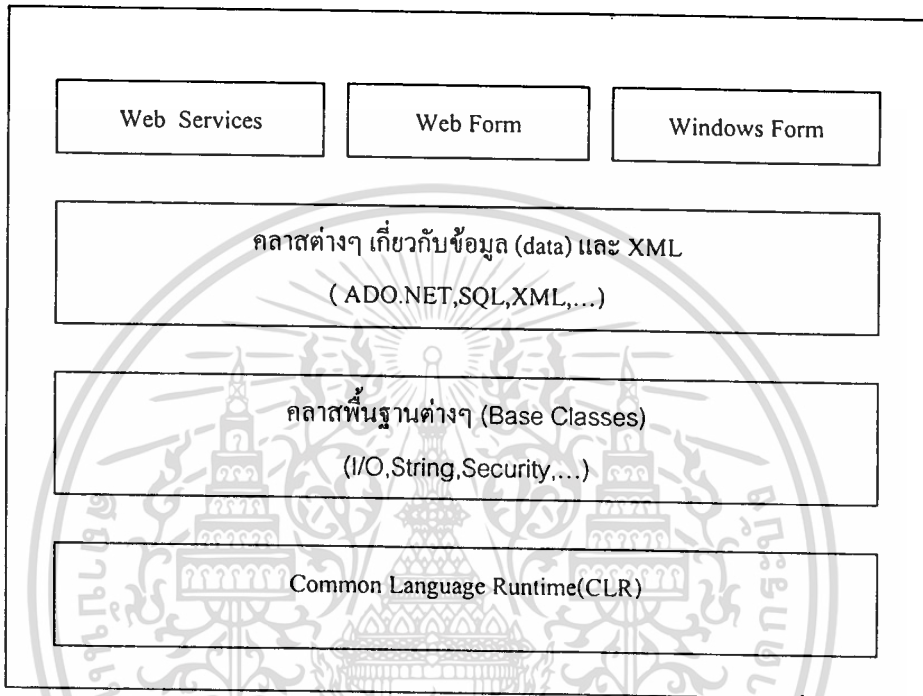 Web Services
Web Form
Windows Form
คลาสต่างๆ เกี่ยวกับข้อมูล (data) และ XML
( ADO.NET,SQL,XML,...)
คลาสพื้นฐานต่างๆ (Base Classes)
(I/O,String,Security,...)
Common Language Runtime(CLR)